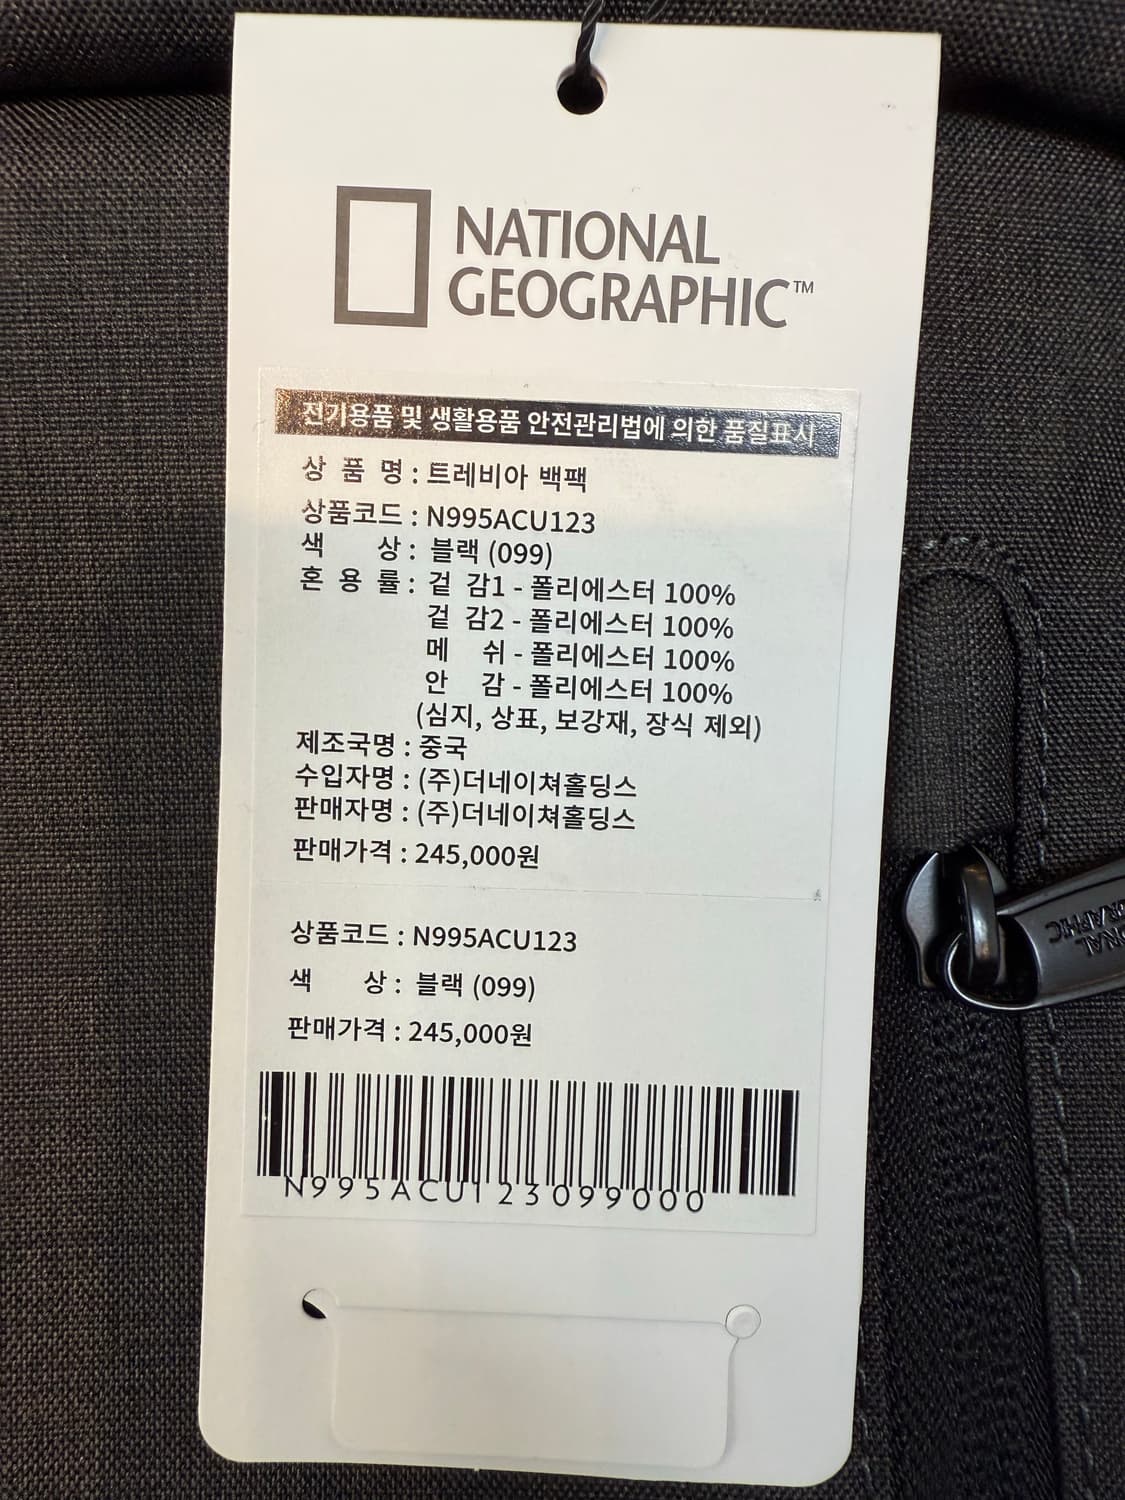 NATIONAL
GEOGRAPHIC™
전기용품 및 생활용품 안전관리법에 의한 품질표시
상 품 명 : 트레비아 백팩
상품코드 : N995ACU123
색 상 : 블랙 (099)
혼 용 률 : 겉 감1 - 폴리에스터 100%
겉 감2 - 폴리에스터 100%
메 쉬 - 폴리에스터 100%
안 감 - 폴리에스터 100%
(심지, 상표, 보강재, 장식 제외)
제조국명 : 중국
수입자명 : (주)더네이쳐홀딩스
판매자명 : (주)더네이쳐홀딩스
판매가격 : 245,000원
상품코드 : N995ACU123
색 상 : 블랙 (099)
판매가격 : 245,000원
N995ACU123099000